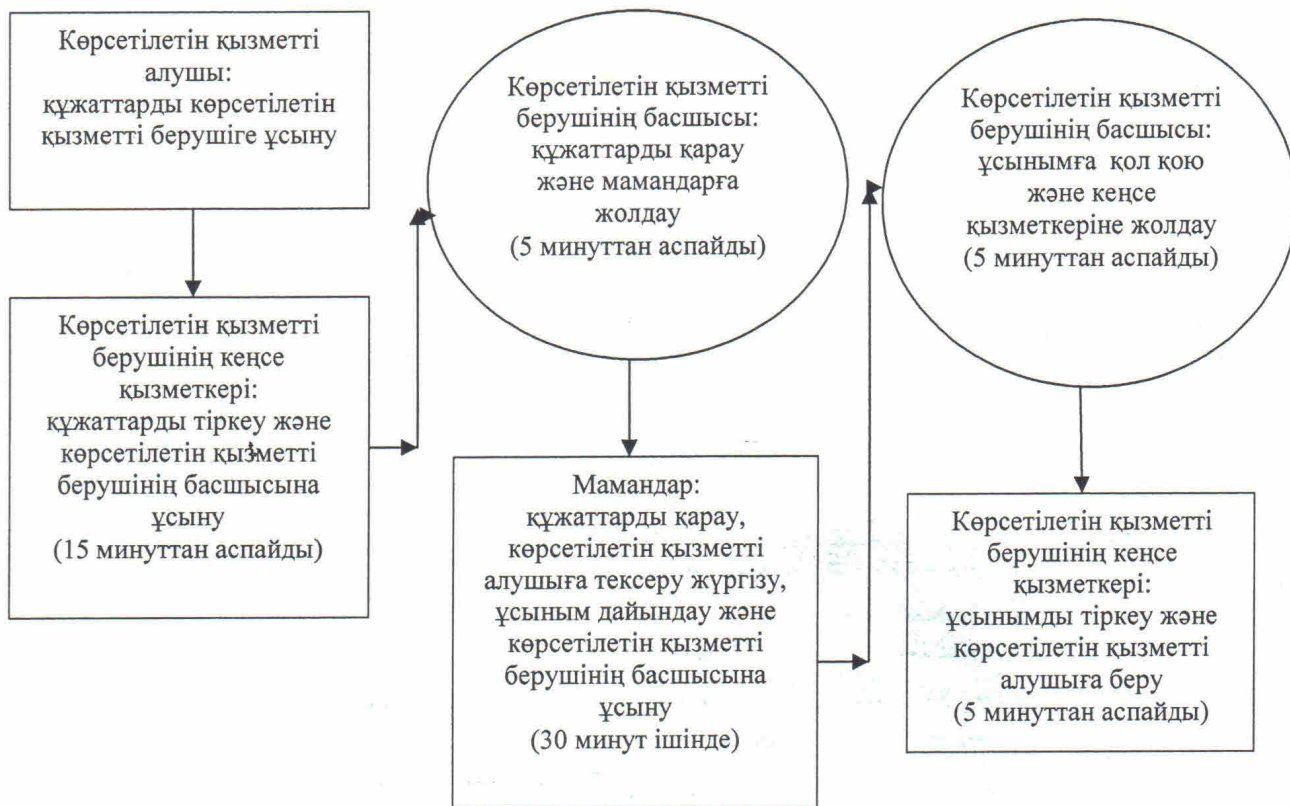 Көрсетілетін қызметті
алушы:
құжаттарды көрсетілетін
қызметті берушіге ұсыну
Көрсетілетін қызметті
берушінің кеңсе
қызметкері:
құжаттарды тіркеу және
көрсетілетін қызметті
берушінің басшысына
ұсыну
(15 минуттан аспайды)
Көрсетілетін қызметті
берушінің басшысы:
құжаттарды қарау
және мамандарға
жолдау
(5 минуттан аспайды)
Мамандар:
құжаттарды қарау,
көрсетілетін қызметті
алушыға тексеру жүргізу,
ұсыным дайындау және
көрсетілетін қызметті
берушінің басшысына
ұсыну
(30 минут ішінде)
Көрсетілетін қызметті
берушінің басшысы:
ұсынымға қол қою
және кеңсе
қызметкеріне жолдау
(5 минуттан аспайды)
Көрсетілетін қызметті
берушінің кеңсе
қызметкері:
ұсынымды тіркеу және
көрсетілетін қызметті
алушыға беру
(5 минуттан аспайды)